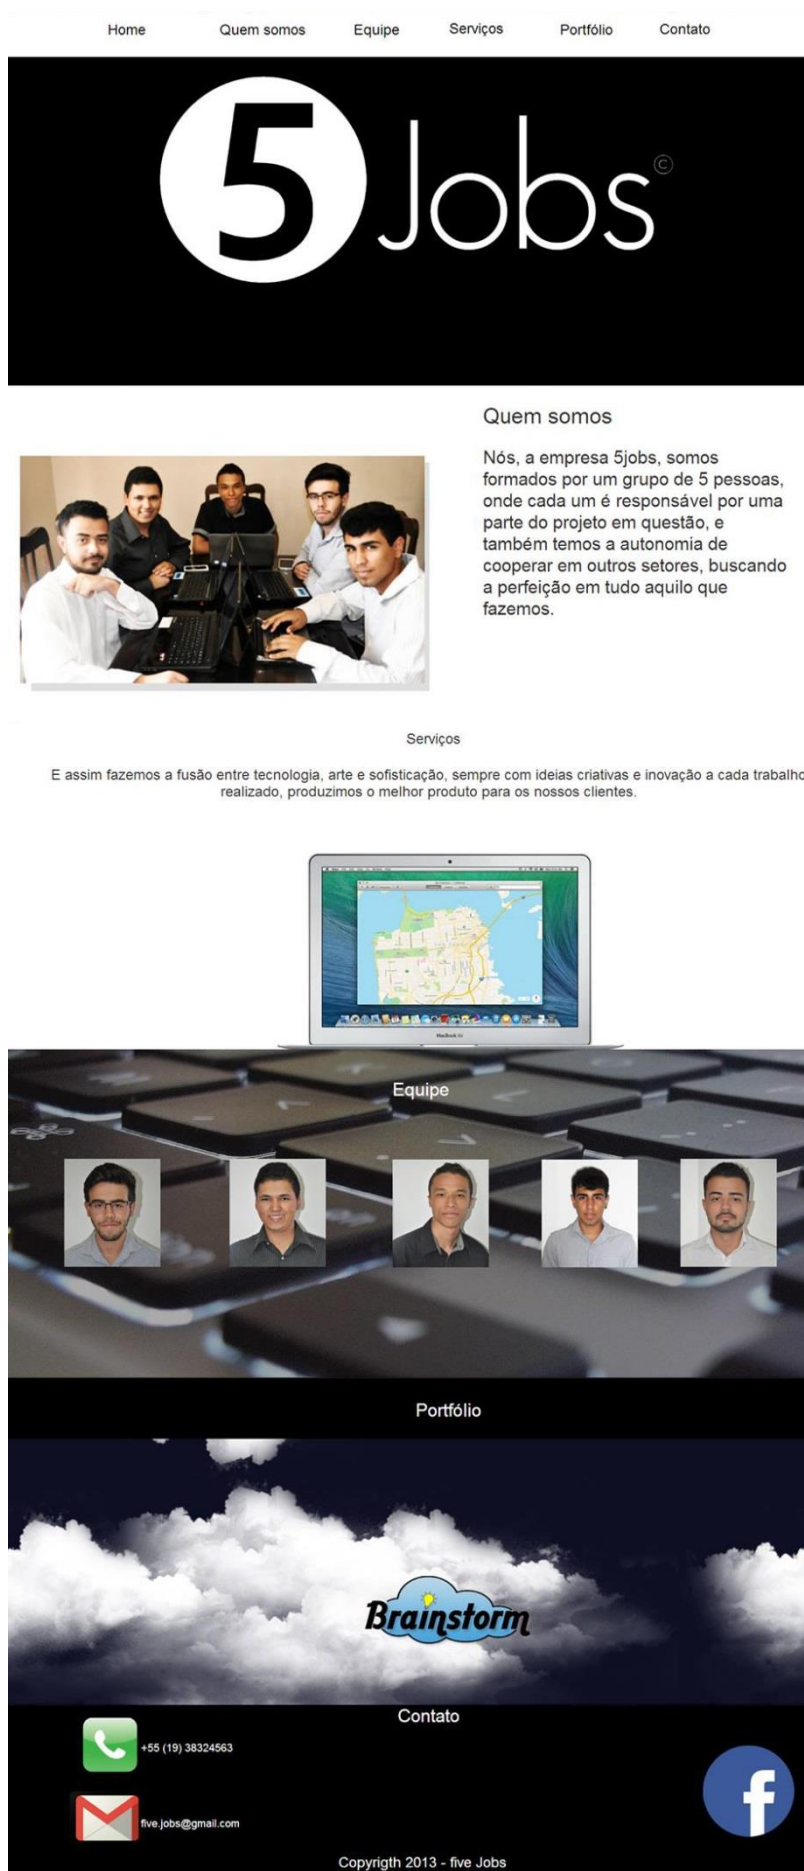 Home Quem somos Equipe Serviços Portfólio Contato
5 Jobs ©
Quem somos
Nós, a empresa 5jobs, somos
formados por um grupo de 5 pessoas,
onde cada um é responsável por uma
parte do projeto em questão, e
também temos a autonomia de
cooperar em outros setores, buscando
a perfeição em tudo aquilo que
fazemos.
Serviços
E assim fazemos a fusão entre tecnologia, arte e sofisticação, sempre com ideias criativas e inovação a cada trabalho
realizado, produzimos o melhor produto para os nossos clientes.
MacBook Air
Equipe
Portfólio
Brainstorm
Contato
+55 (19) 38324563
five.jobs@gmail.com
f
Copyrigth 2013 - five Jobs